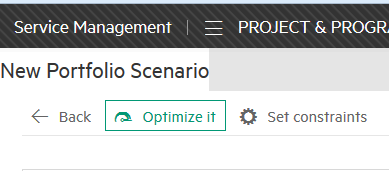 Service Management PROJECT & PROGRA
New Portfolio Scenario
Back Optimize it Set constraints